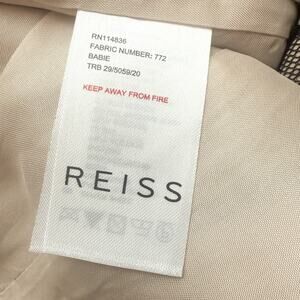 RN114836
FABRIC NUMBER: 772
BABIE
TRB 29/5059/20
KEEP AWAY FROM FIRE
REISS